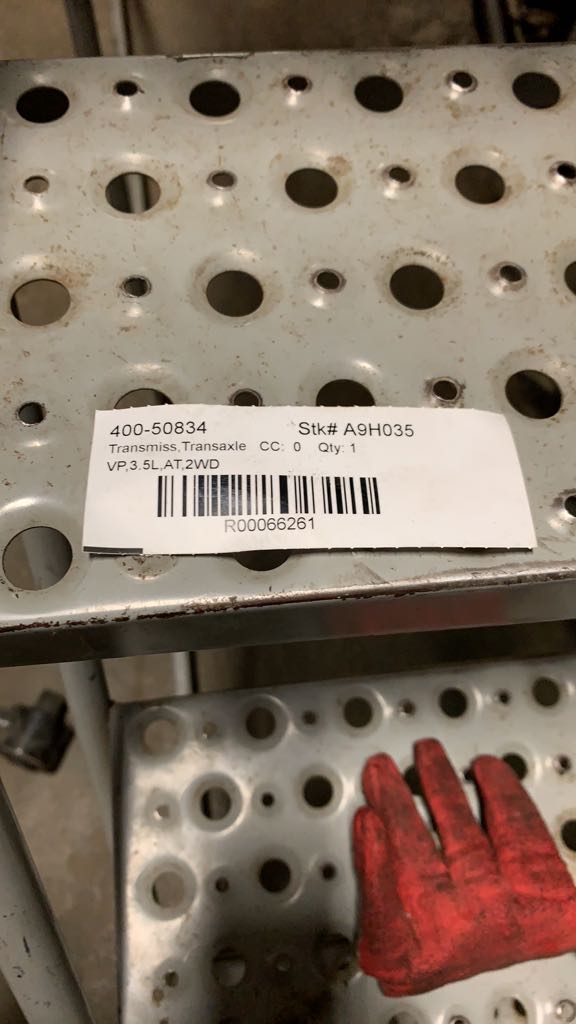 400-50834 Stk# A9H035
Transmiss,Transaxle CC: 0 Qty: 1
VP,3.5L,AT,2WD
R00066261